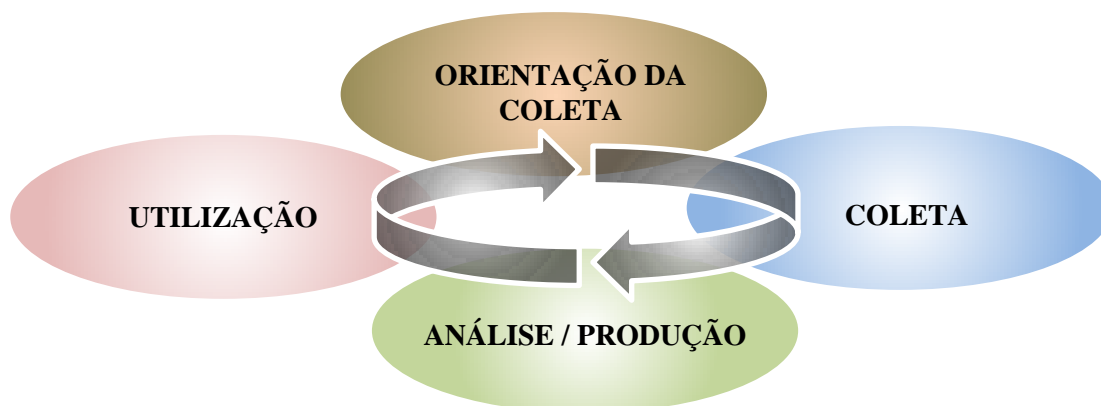 ORIENTAÇÃO DA
COLETA
UTILIZAÇÃO
COLETA
ANÁLISE / PRODUÇÃO